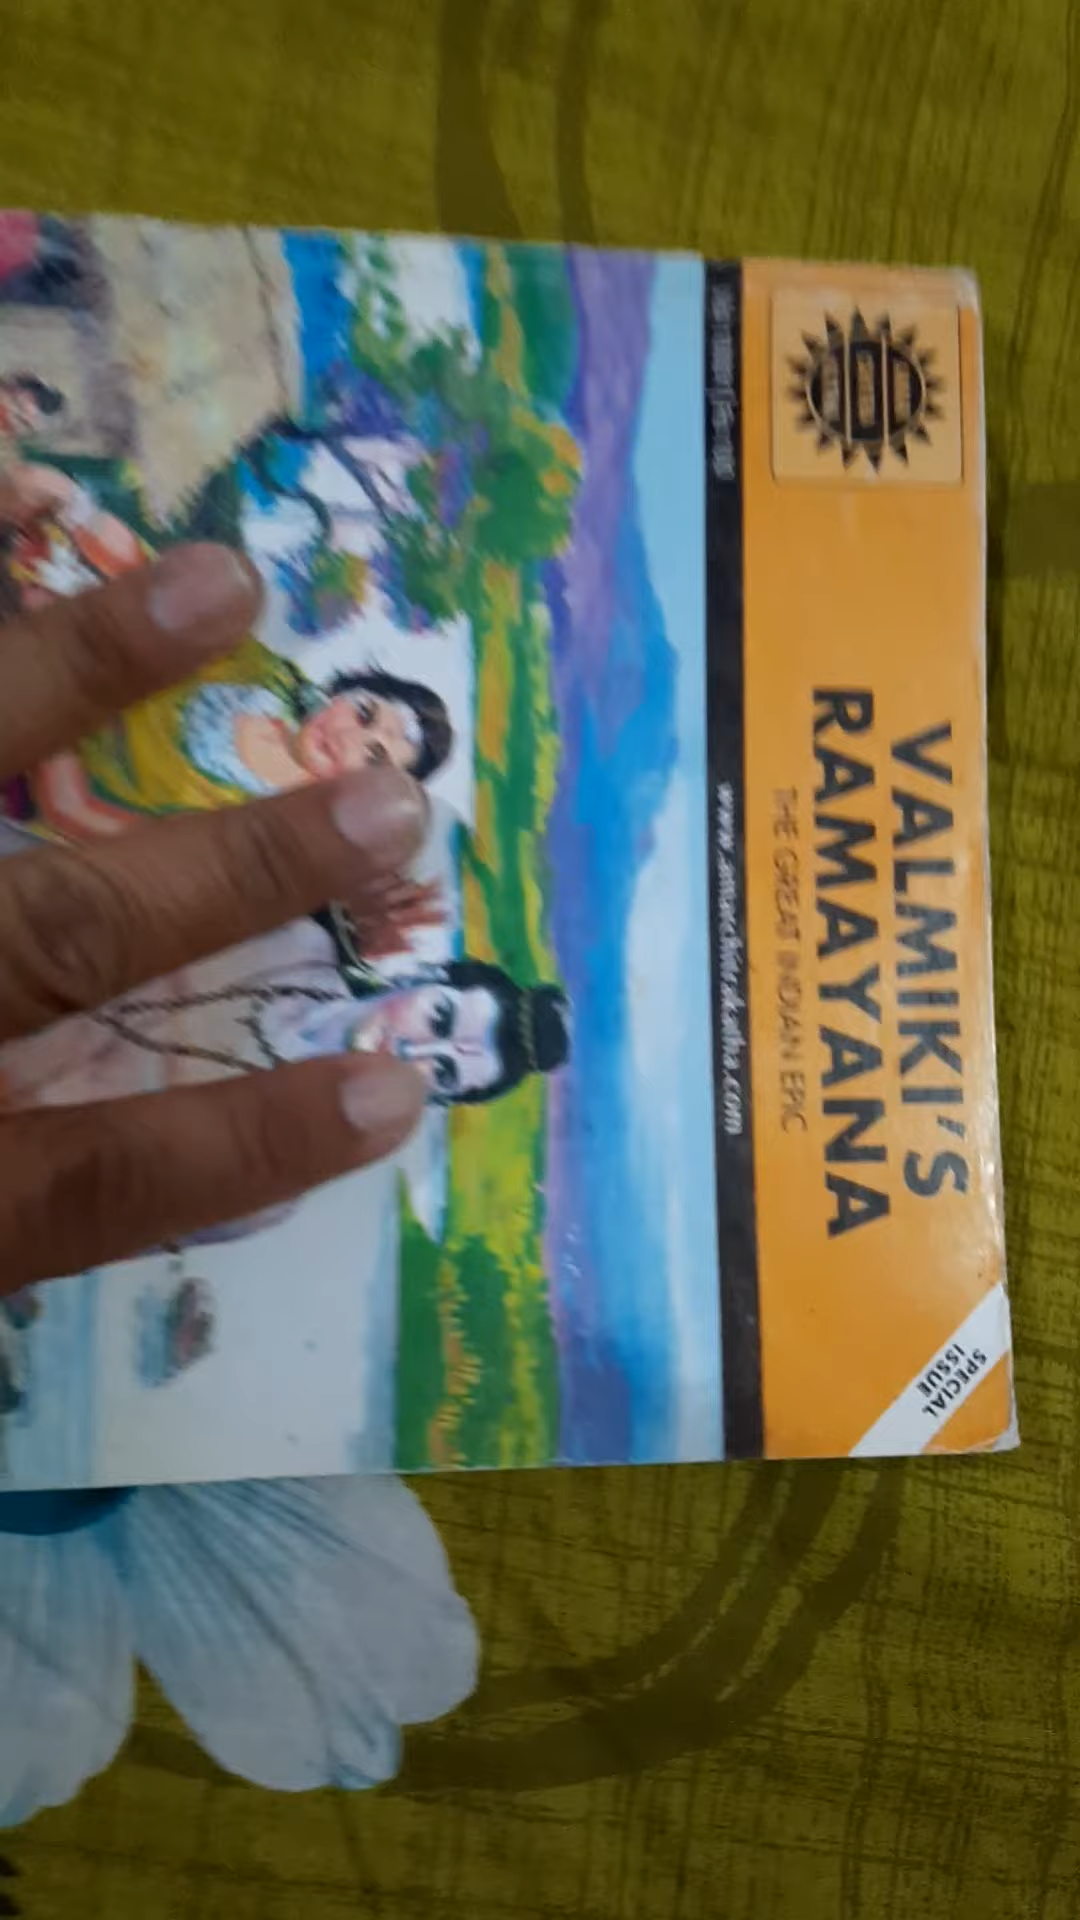 VALMIKI'S
RAMAYANA
THE GREAT INDIAN EPIC
www.amarchitrakatha.com
SPECIAL
ISSUE